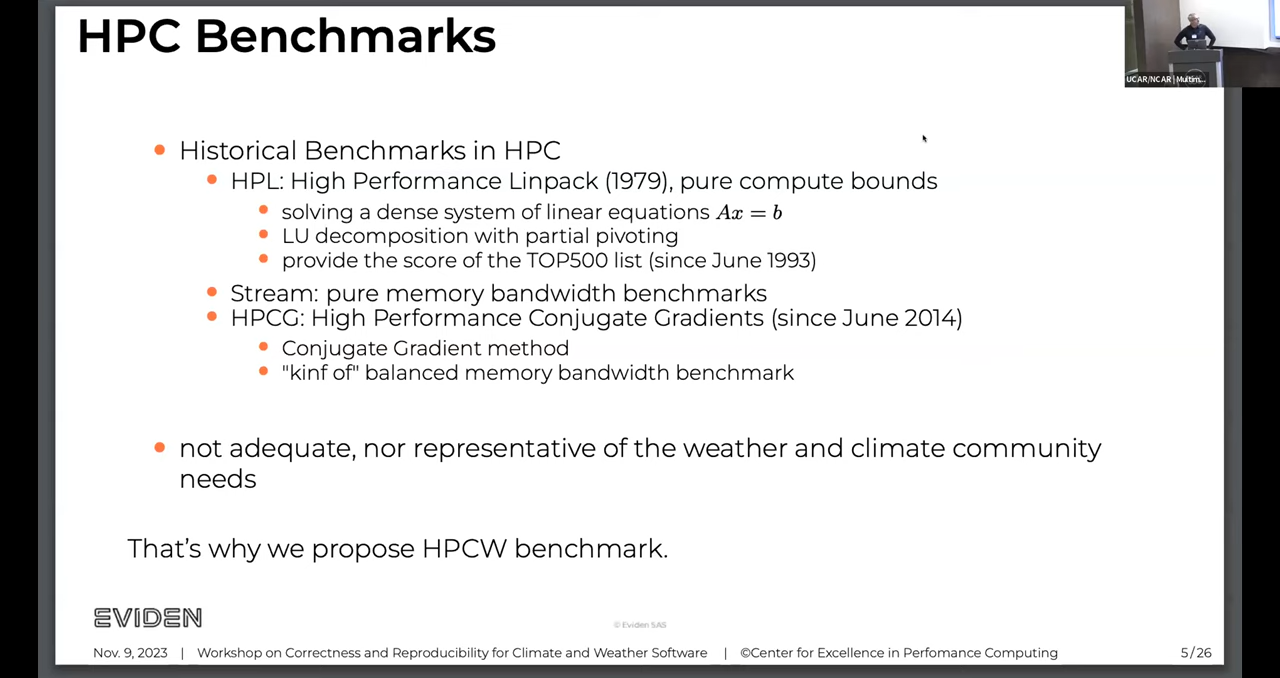 HPC Benchmarks
UCAR/NCAR | Multim...
Historical Benchmarks in HPC
HPL: High Performance Linpack (1979), pure compute bounds
solving a dense system of linear equations Ax = b
LU decomposition with partial pivoting
provide the score of the TOP500 list (since June 1993)
Stream: pure memory bandwidth benchmarks
HPCG: High Performance Conjugate Gradients (since June 2014)
Conjugate Gradient method
"kinf of" balanced memory bandwidth benchmark
not adequate, nor representative of the weather and climate community
needs
That's why we propose HPCW benchmark.
EVIDEN
© Eviden SAS
Nov. 9, 2023 | Workshop on Correctness and Reproducibility for Climate and Weather Software | ©Center for Excellence in Perfomance Computing 5/26